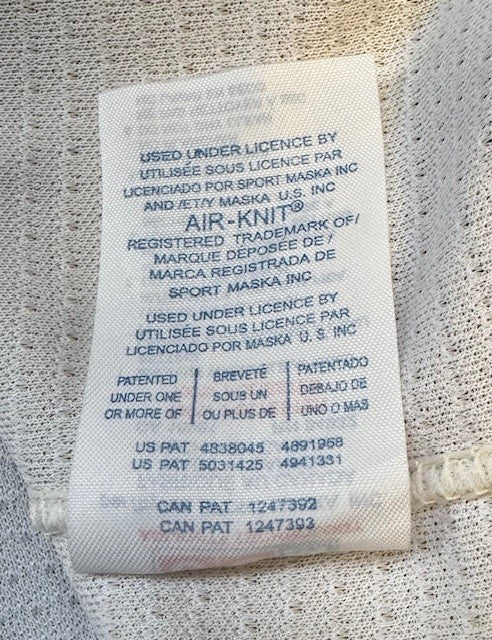 USED UNDER LICENCE BY
UTILISÉE SOUS LICENCE PAR
LICENCIADO POR SPORT MASKA INC
AND /ET/Y MASKA U.S. INC
AIR-KNIT®
REGISTERED TRADEMARK OF/
MARQUE DÉPOSÉE DE /
MARCA REGISTRADA DE
SPORT MASKA INC
USED UNDER LICENCE BY
UTILISÉE SOUS LICENCE PAR
LICENCIADO POR MASKA U. S. INC
PATENTED BREVETÉ PATENTADO
UNDER ONE SOUS UN DEBAJO DE
OR MORE OF OU PLUS DE UNO O MAS
US PAT 4838045 4891958
US PAT 5031425 4941331
CAN PAT 1247392
CAN PAT 1247393